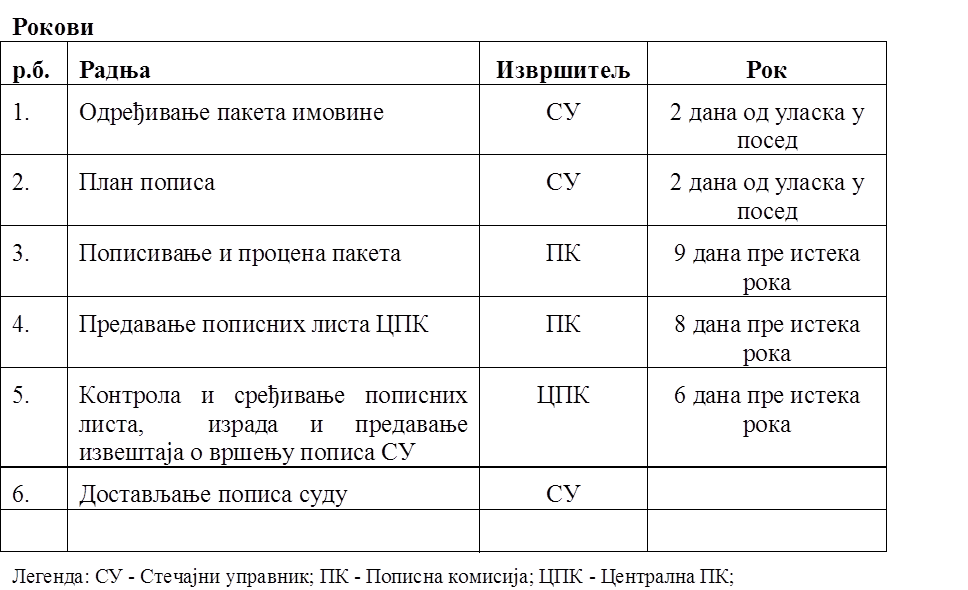 Рокови
р.б. Радња Извршитељ Рок
1. Одређивање пакета имовине СУ 2 дана од уласка у
посед
2. План пописа СУ 2 дана од уласка у
посед
3. Пописивање и процена пакета ПК 9 дана пре истека
рока
4. Предавање пописних листа ЦПК ПК 8 дана пре истека
рока
5. Контрола и сређивање пописних ЦПК 6 дана пре истека
листа, израда и предавање рока
извештаја о вршењу пописа СУ
6. Достављање пописа суду СУ
Легенда: СУ - Стечајни управник; ПК - Пописна комисија; ЦПК - Централна ПК;